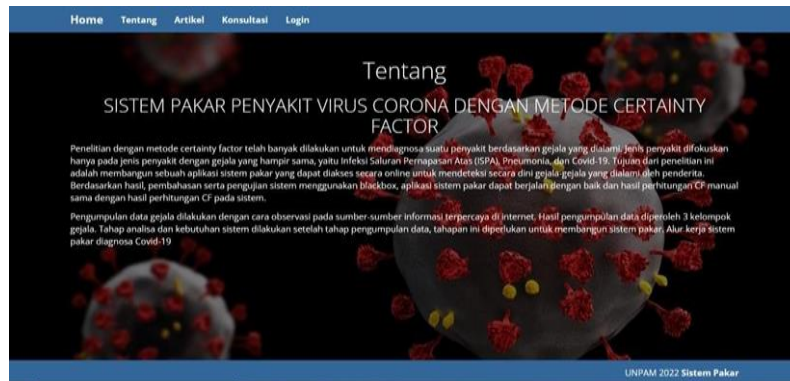 Home Tentang Artikel Konsultasi Login
Tentang
SISTEM PAKAR PENYAKIT VIRUS CORONA DENGAN METODE CERTAINTY
FACTOR
Penelitian dengan metode certainty factor telah banyak dilakukan untuk mendiagnosa suatu penyakit berdasarkan gejala yang dialami. Jenis penyakit difokuskan
hanya pada jenis penyakit dengan gejala yang hampir sama, yaitu Infeksi Saluran Pernapasan Atas (ISPA), Pneumonia, dan Covid-19. Tujuan dari penelitian ini
adalah membangun sebuah aplikasi sistem pakar yang dapat diakses secara online untuk mendeteksi secara dini gejala-gejala yang dialami oleh penderita.
Berdasarkan hasil, pembahasan serta pengujian sistem menggunakan blackbox, aplikasi sistem pakar dapat berjalan dengan baik dan hasil perhitungan CF manual
sama dengan hasil perhitungan CF pada sistem.
Pengumpulan data gejala dilakukan dengan cara observasi pada sumber-sumber informasi terpercaya di internet. Hasil pengumpulan data diperoleh 3 kelompok
gejala. Tahap analisa dan kebutuhan sistem dilakukan setelah tahap pengumpulan data, tahapan ini diperlukan untuk membangun sistem pakar. Alur kerja sistem
pakar diagnosa Covid-19
UNPAM 2022 Sistem Pakar